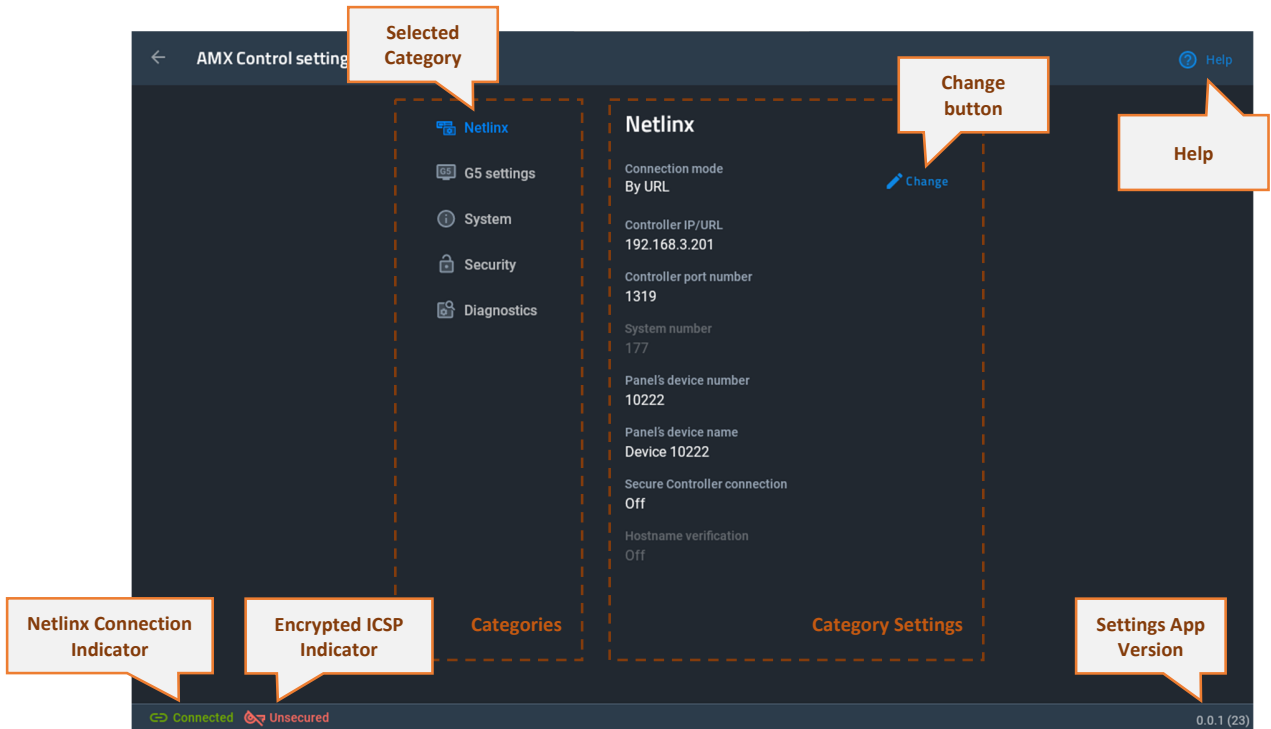 Selected
Category
AMX Control setting
Help
Change
button
Help
Netlinx
G5 settings
System
Security
Diagnostics
Netlinx
Connection mode
By URL
Change
Controller IP/URL
192.168.3.201
Controller port number
1319
System number
177
Panel's device number
10222
Panel's device name
Device 10222
Secure Controller connection
Off
Hostname verification
Off
Categories
Category Settings
Netlinx Connection
Indicator
Encrypted ICSP
Indicator
Settings App
Version
Connected
Unsecured
0.0.1 (23)